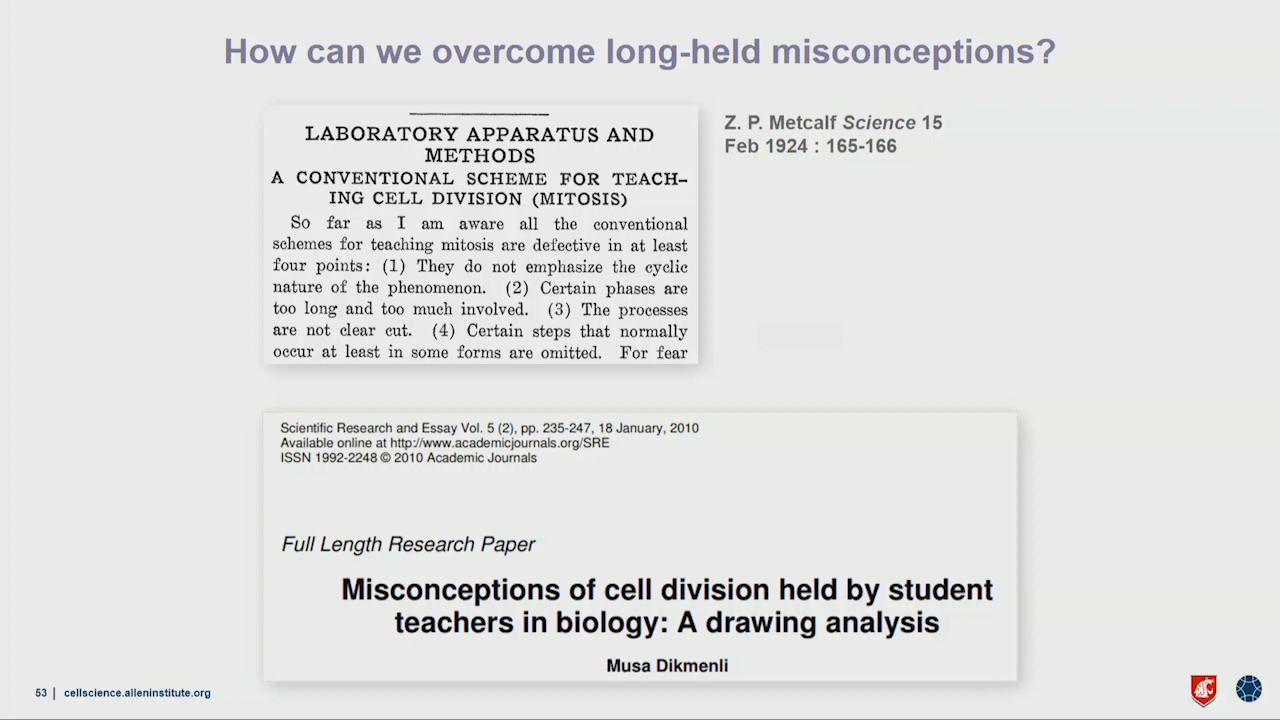 How can we overcome long-held misconceptions?
LABORATORY APPARATUS AND
METHODS
A CONVENTIONAL SCHEME FOR TEACH-
ING CELL DIVISION (MITOSIS)
So far as I am aware all the conventional
schemes for teaching mitosis are defective in at least
four points: (1) They do not emphasize the cyclic
nature of the phenomenon. (2) Certain phases are
too long and too much involved. (3) The processes
are not clear cut. (4) Certain steps that normally
occur at least in some forms are omitted. For fear
Z. P. Metcalf Science 15
Feb 1924 : 165-166
Scientific Research and Essay Vol. 5 (2), pp. 235-247, 18 January, 2010
Available online at http://www.academicjournals.org/SRE
ISSN 1992-2248 © 2010 Academic Journals
Full Length Research Paper
Misconceptions of cell division held by student
teachers in biology: A drawing analysis
Musa Dikmenli
53 | cellscience.alleninstitute.org